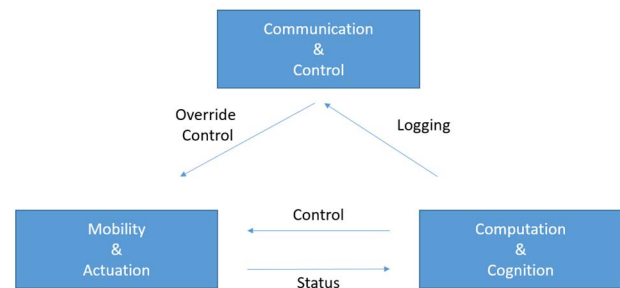 Communication
&
Control
Override
Control
Logging
Mobility
&
Actuation
Control
Status
Computation
&
Cognition